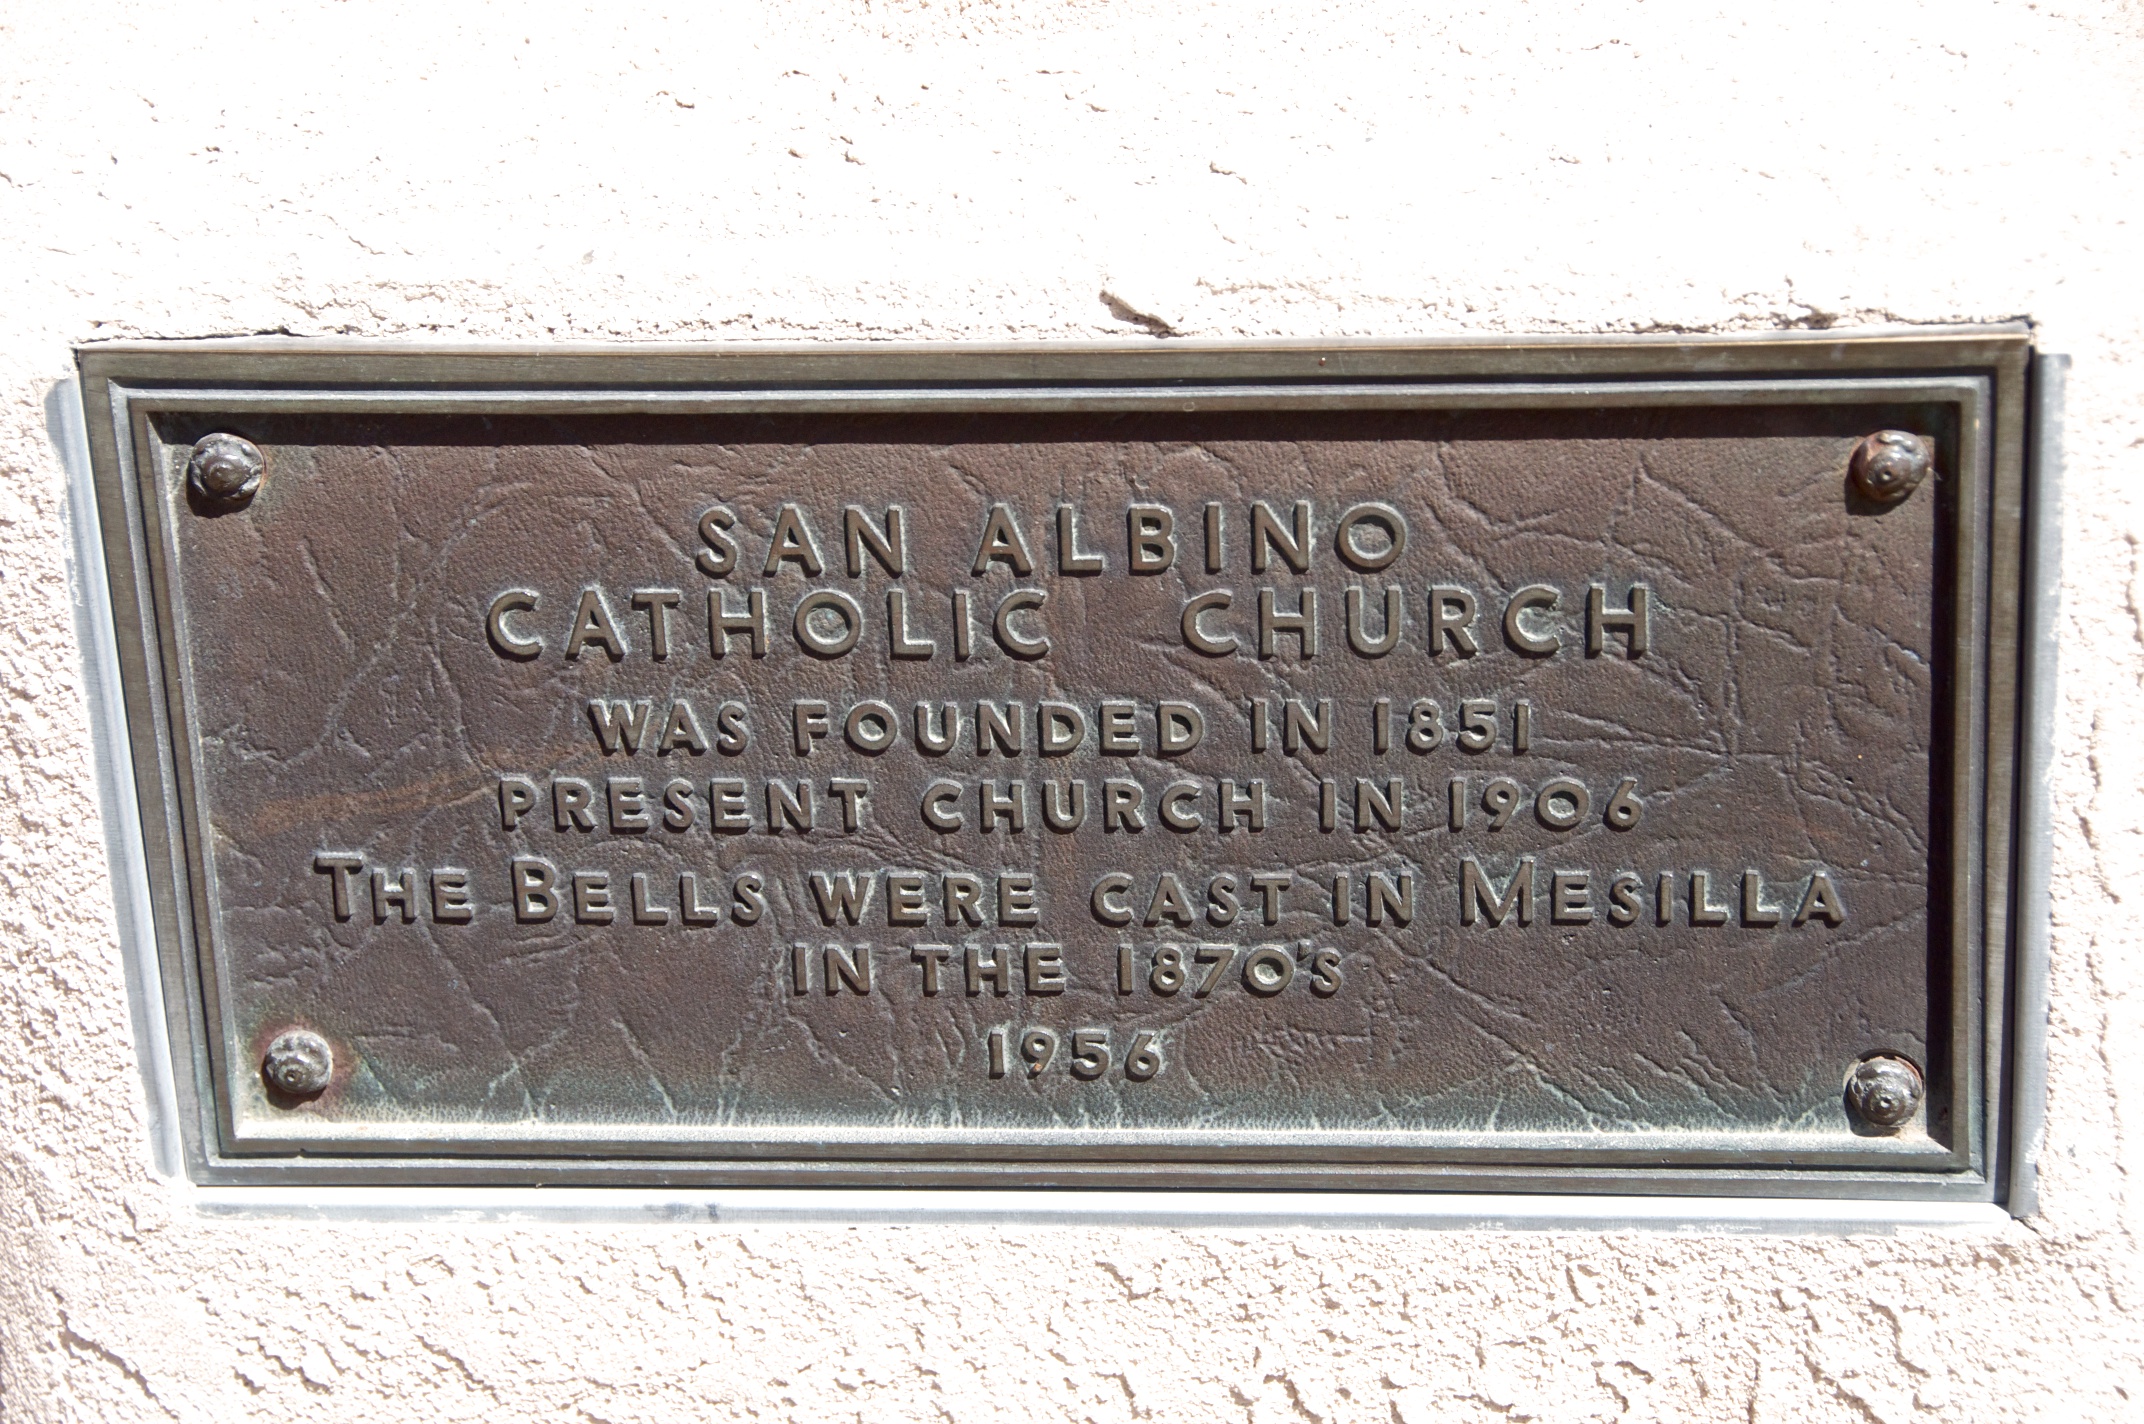 SAN ALBINO
CATHOLIC CHURCH
WAS FOUNDED IN 1851
PRESENT CHURCH IN 1906
THE BELLS WERE CAST IN MESILLA
IN THE 1870'S
1956